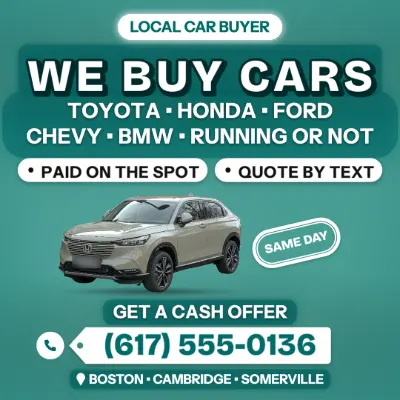 LOCAL CAR BUYER
WE BUY CARS
TOYOTA ▪ HONDA ▪ FORD
CHEVY ▪ BMW ▪ RUNNING OR NOT
• PAID ON THE SPOT
• QUOTE BY TEXT
SAME DAY
GET A CASH OFFER
(617) 555-0136
BOSTON ▪ CAMBRIDGE ▪ SOMERVILLE